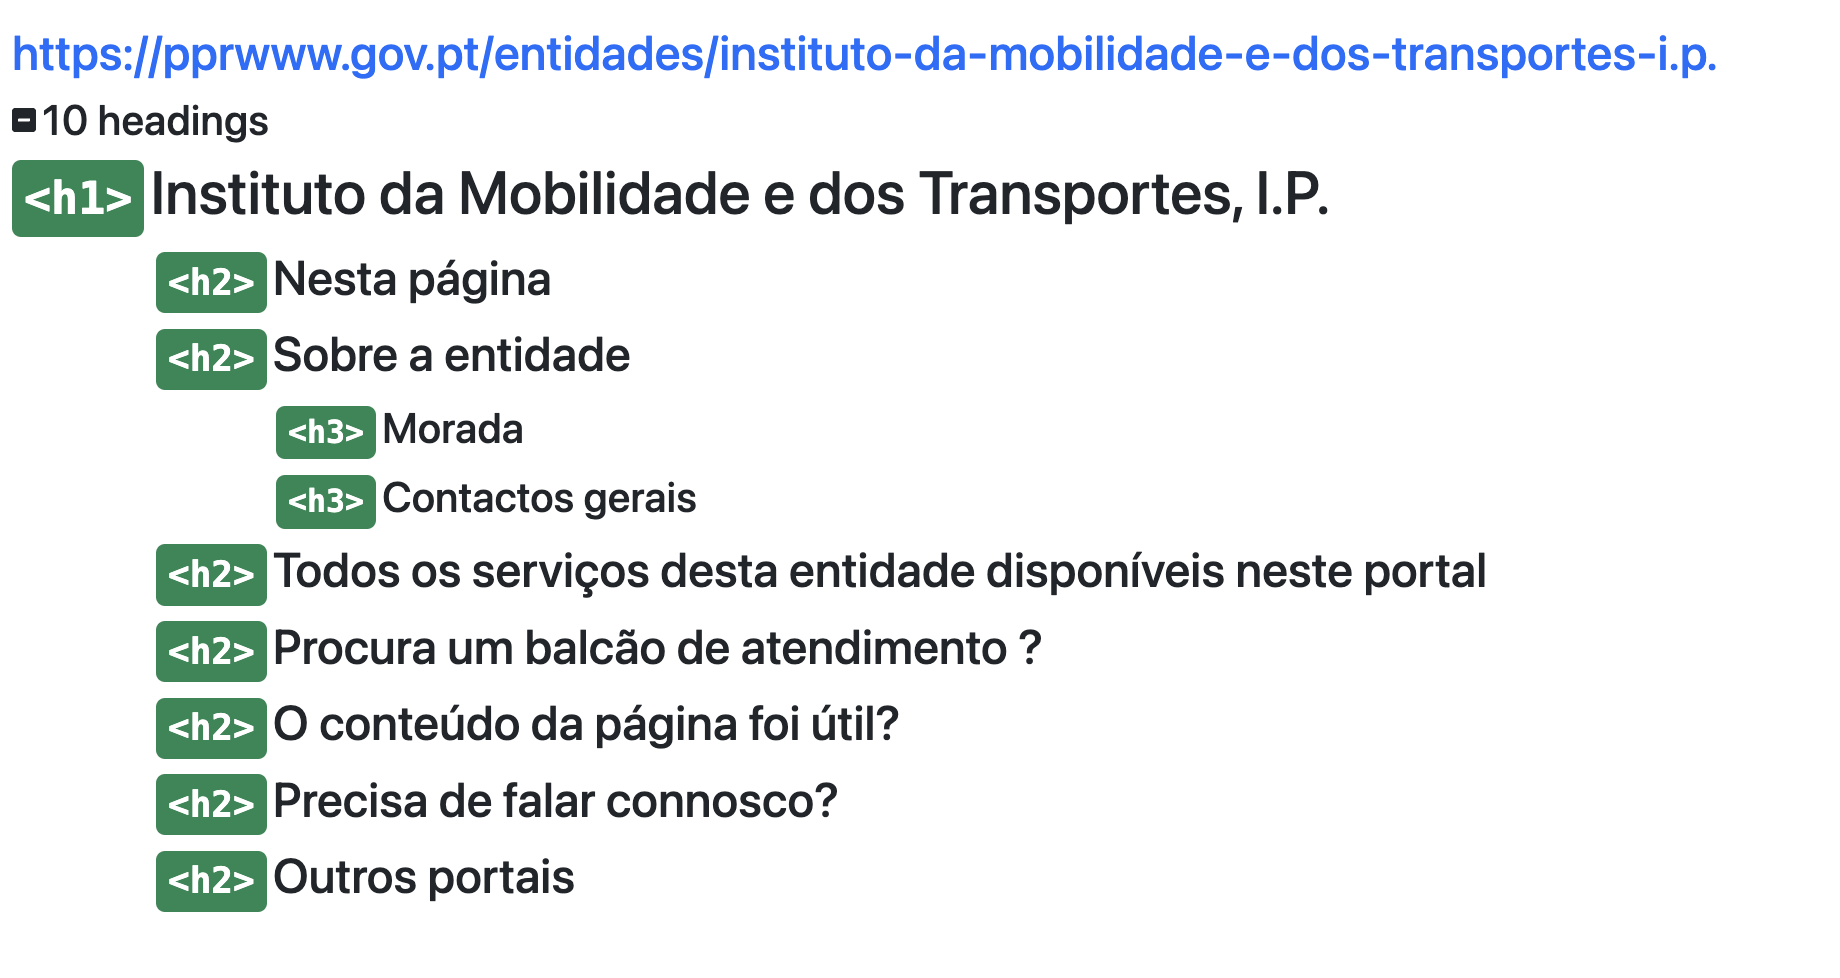 https://pprwww.gov.pt/entidades/instituto-da-mobilidade-e-dos-transportes-i.p.
10 headings
<h1> Instituto da Mobilidade e dos Transportes, I.P.
<h2> Nesta página
<h2> Sobre a entidade
<h3> Morada
<h3> Contactos gerais
<h2> Todos os serviços desta entidade disponíveis neste portal
<h2> Procura um balcão de atendimento ?
<h2> O conteúdo da página foi útil?
<h2> Precisa de falar connosco?
<h2> Outros portais